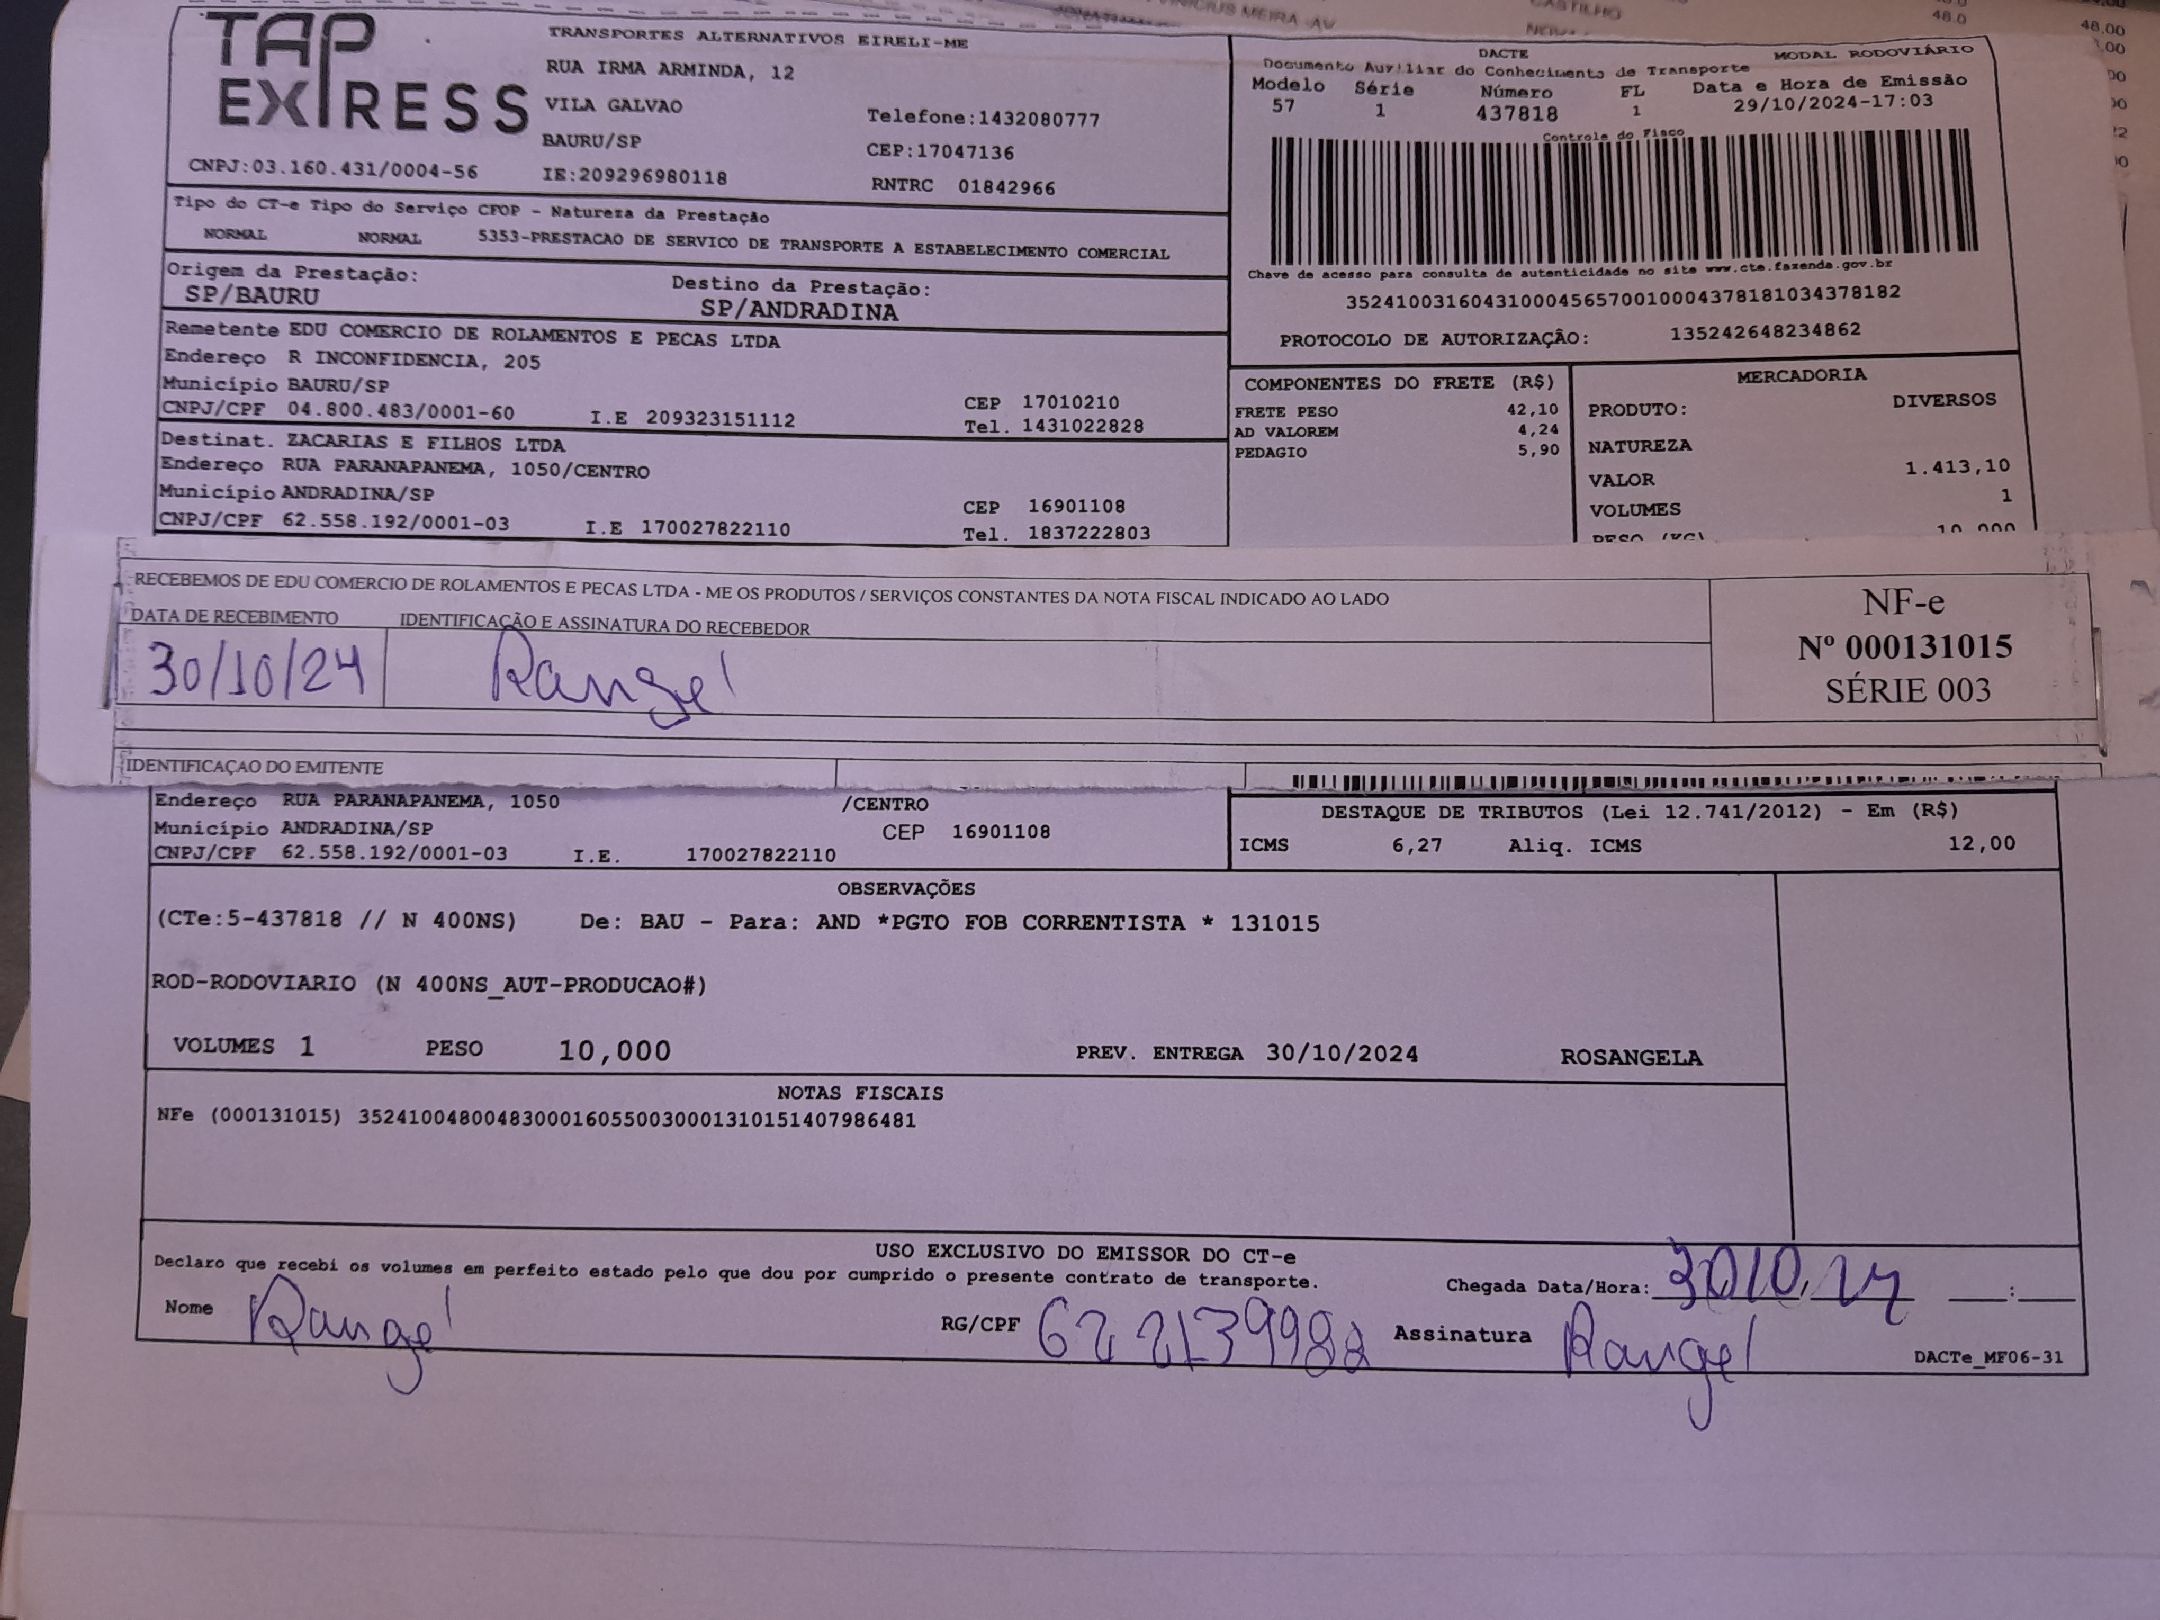 TAP
EXPRESS
TRANSPORTES ALTERNATIVOS EIRELI-ME
RUA IRMA ARMINDA, 12
VILA GALVAO
Telefone:1432080777
BAURU/SP
CEP:17047136
CNPJ:03.160.431/0004-56
IE:209296980118
RNTRC 01842966
DACTE
MODAL RODOVIÁRIO
Documento Auxiliar do Conhecimento de Transporte
Modelo Série Número FL Data e Hora de Emissão
57 1 437818 1 29/10/2024-17:03
Controle do Fisco
Chave de acesso para consulta de autenticidade no site www.cte.fazenda.gov.br
35241003160431000456570010004378181034378182
PROTOCOLO DE AUTORIZAÇÃO: 135242648234862
Tipo do CT-e Tipo do Serviço CFOP - Natureza da Prestação
NORMAL NORMAL 5353-PRESTACAO DE SERVICO DE TRANSPORTE A ESTABELECIMENTO COMERCIAL
Origem da Prestação: Destino da Prestação:
SP/BAURU SP/ANDRADINA
Remetente EDU COMERCIO DE ROLAMENTOS E PECAS LTDA
Endereço R INCONFIDENCIA, 205
Município BAURU/SP CEP 17010210
CNPJ/CPF 04.800.483/0001-60 I.E 209323151112 Tel. 1431022828
Destinat. ZACARIAS E FILHOS LTDA
Endereço RUA PARANAPANEMA, 1050/CENTRO
Município ANDRADINA/SP CEP 16901108
CNPJ/CPF 62.558.192/0001-03 I.E 170027822110 Tel. 1837222803
COMPONENTES DO FRETE (R$)
FRETE PESO 42,10
AD VALOREM 4,24
PEDAGIO 5,90
MERCADORIA
PRODUTO: DIVERSOS
NATUREZA
VALOR 1.413,10
VOLUMES 1
PESO (KG) 10,000
RECEBEMOS DE EDU COMERCIO DE ROLAMENTOS E PECAS LTDA - ME OS PRODUTOS / SERVIÇOS CONSTANTES DA NOTA FISCAL INDICADO AO LADO
DATA DE RECEBIMENTO IDENTIFICAÇÃO E ASSINATURA DO RECEBEDOR
30/10/24 Rangel
NF-e
Nº 000131015
SÉRIE 003
IDENTIFICAÇAO DO EMITENTE
Endereço RUA PARANAPANEMA, 1050 /CENTRO
Município ANDRADINA/SP CEP 16901108
CNPJ/CPF 62.558.192/0001-03 I.E. 170027822110
DESTAQUE DE TRIBUTOS (Lei 12.741/2012) - Em (R$)
ICMS 6,27 Aliq. ICMS 12,00
OBSERVAÇÕES
(CTe:5-437818 // N 400NS) De: BAU - Para: AND *PGTO FOB CORRENTISTA * 131015
ROD-RODOVIARIO (N 400NS_AUT-PRODUCAO#)
VOLUMES 1 PESO 10,000 PREV. ENTREGA 30/10/2024 ROSANGELA
NOTAS FISCAIS
NFe (000131015) 35241004800483000160550030001310151407986481
USO EXCLUSIVO DO EMISSOR DO CT-e
Declaro que recebi os volumes em perfeito estado pelo que dou por cumprido o presente contrato de transporte.
Chegada Data/Hora: 30/10/24 :
Nome Rangel RG/CPF Assinatura Rangel
DACTe_MF06-31